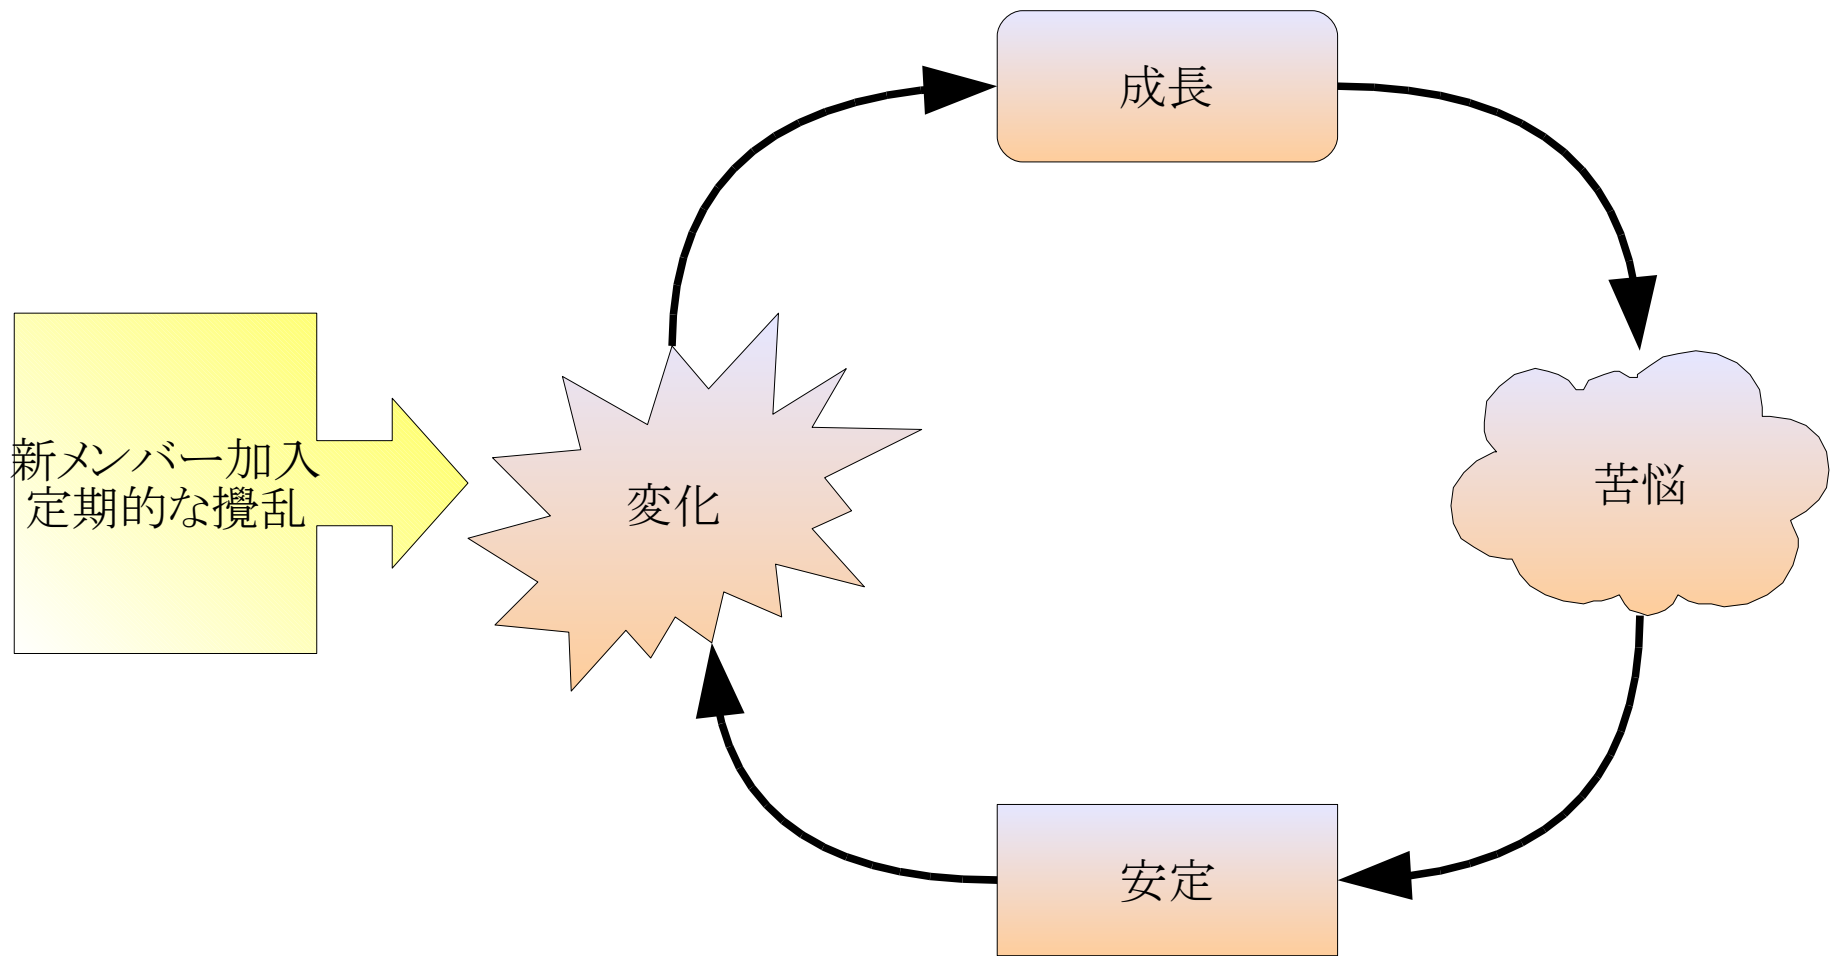 成長
新メンバー加入
定期的な攪乱
変化
苦悩
安定